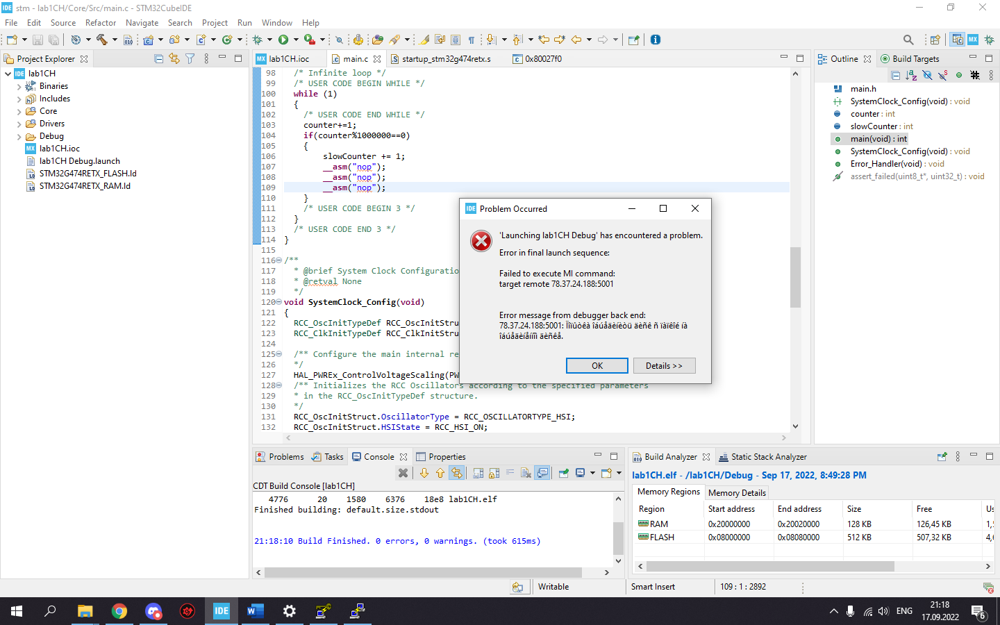 IDE stm - lab1CH/Core/Src/main.c - STM32CubeIDE
File Edit Source Refactor Navigate Search Project Run Window Help
Project Explorer
IDE lab1CH
Binaries
Includes
Core
Drivers
Debug
MX lab1CH.ioc
lab1CH Debug.launch
STM32G474RETX_FLASH.ld
STM32G474RETX_RAM.ld
MX lab1CH.ioc main.c startup_stm32g474retx.s 0x80027f0
98 /* Infinite loop */
99 /* USER CODE BEGIN WHILE */
100 while (1)
101 {
102 /* USER CODE END WHILE */
103 counter+=1;
104 if(counter%1000000==0)
105 {
106 slowCounter += 1;
107 __asm("nop");
108 __asm("nop");
109 __asm("nop");
110 }
111 /* USER CODE BEGIN 3 */
112 }
113 /* USER CODE END 3 */
114 }
115
116 /**
117 * @brief System Clock Configuratio
118 * @retval None
119 */
120 void SystemClock_Config(void)
121 {
122 RCC_OscInitTypeDef RCC_OscInitStru
123 RCC_ClkInitTypeDef RCC_ClkInitStru
124
125 /** Configure the main internal re
126 */
127 HAL_PWREx_ControlVoltageScaling(PW
128 /** Initializes the RCC Oscillators according to the specified parameters
129 * in the RCC_OscInitTypeDef structure.
130 */
131 RCC_OscInitStruct.OscillatorType = RCC_OSCILLATORTYPE_HSI;
132 RCC_OscInitStruct.HSIState = RCC_HSI_ON;
IDE Problem Occurred
'Launching lab1CH Debug' has encountered a problem.
Error in final launch sequence:
Failed to execute MI command:
target remote 78.37.24.188:5001
Error message from debugger back end:
78.37.24.188:5001: Ïîïûòêà îáúåäèíèòü äèñê ñ ïàïêîé íà
îáúåäèíåííîì äèñêå.
OK Details >>
Outline Build Targets
main.h
SystemClock_Config(void) : void
counter : int
slowCounter : int
main(void) : int
SystemClock_Config(void) : void
Error_Handler(void) : void
assert_failed(uint8_t*, uint32_t) : void
Problems Tasks Console Properties
CDT Build Console [lab1CH]
4776 20 1580 6376 18e8 lab1CH.elf
Finished building: default.size.stdout
21:18:10 Build Finished. 0 errors, 0 warnings. (took 615ms)
Build Analyzer Static Stack Analyzer
lab1CH.elf - /lab1CH/Debug - Sep 17, 2022, 8:49:28 PM
Memory Regions Memory Details
Region Start address End address Size Free Us
RAM 0x20000000 0x20020000 128 KB 126,45 KB 1,5
FLASH 0x08000000 0x08080000 512 KB 507,32 KB 4,6
Writable Smart Insert 109 : 1 : 2892
IDE
ENG
21:18
17.09.2022
6